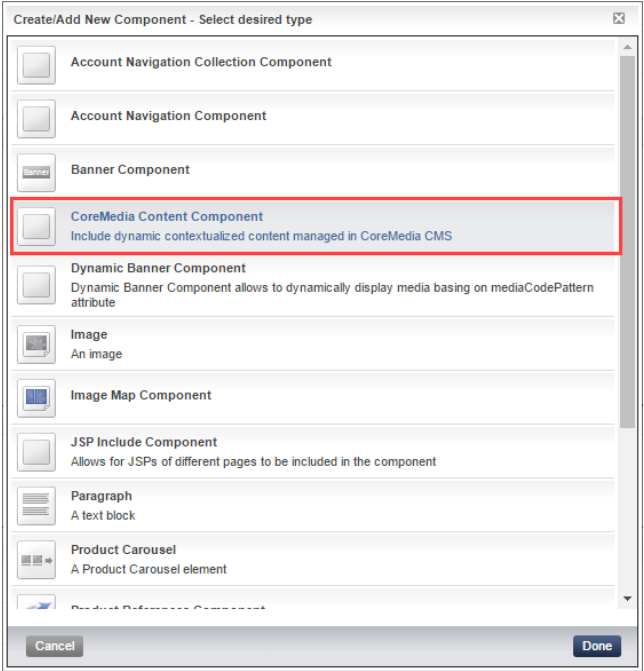 Create/Add New Component - Select desired type
Account Navigation Collection Component
Account Navigation Component
Banner
Banner Component
CoreMedia Content Component
Include dynamic contextualized content managed in CoreMedia CMS
Dynamic Banner Component
Dynamic Banner Component allows to dynamically display media basing on mediaCodePattern
attribute
Image
An image
Image Map Component
JSP Include Component
Allows for JSPs of different pages to be included in the component
Paragraph
A text block
Product Carousel
A Product Carousel element
Product References Component
Cancel
Done